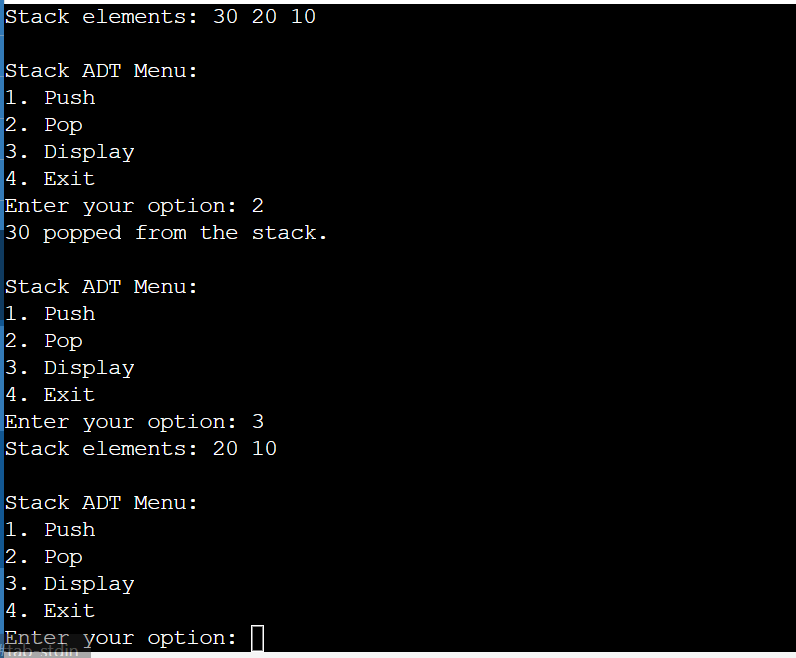 Stack elements: 30 20 10
Stack ADT Menu:
1. Push
2. Pop
3. Display
4. Exit
Enter your option: 2
30 popped from the stack.
Stack ADT Menu:
1. Push
2. Pop
3. Display
4. Exit
Enter your option: 3
Stack elements: 20 10
Stack ADT Menu:
1. Push
2. Pop
3. Display
4. Exit
Enter your option:
#tab-stdin